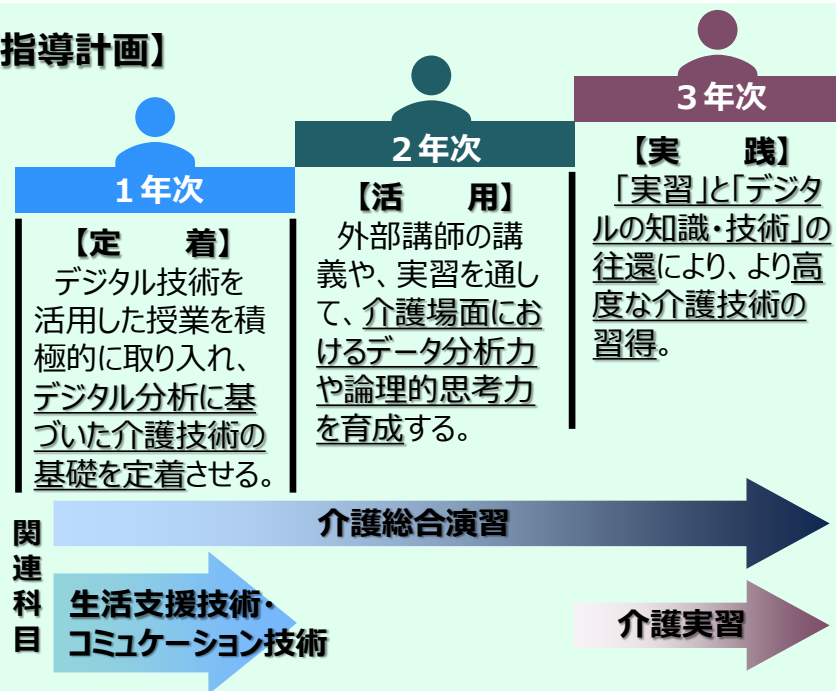 指導計画】
1年次
【定　着】
デジタル技術を
活用した授業を積
極的に取り入れ、
デジタル分析に基
づいた介護技術の
基礎を定着させる。
2年次
【活　用】
外部講師の講
義や、実習を通し
て、介護場面にお
けるデータ分析力
や論理的思考力
を育成する。
3年次
【実　践】
「実習」と「デジタ
ルの知識・技術」の
往還により、より高
度な介護技術の
習得。
関連科目
介護総合演習
生活支援技術・
コミュケーション技術
介護実習